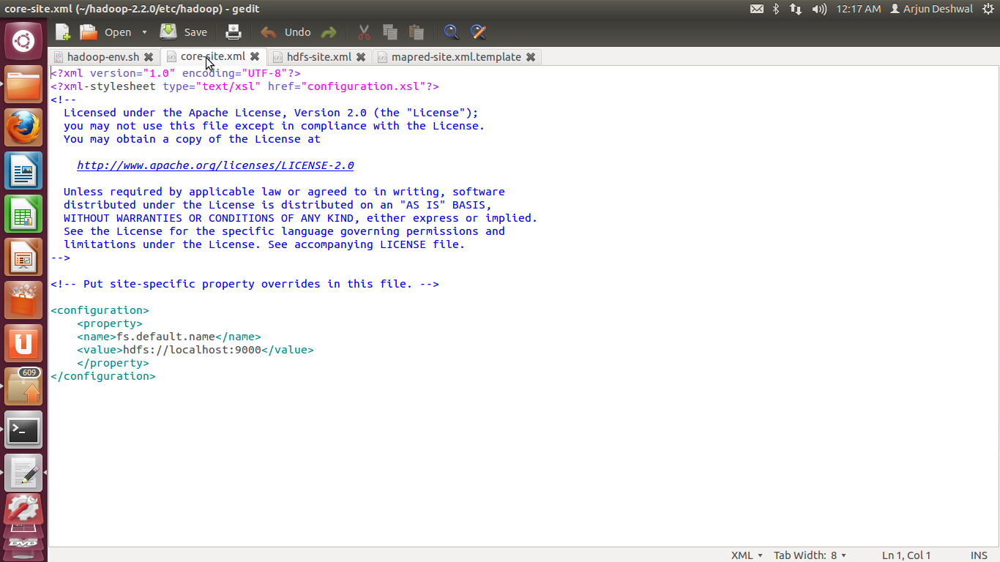 core-site.xml (~/hadoop-2.2.0/etc/hadoop) - gedit
12:17 AM
Arjun Deshwal
Open
Save
Undo
hadoop-env.sh
core-site.xml
hdfs-site.xml
mapred-site.xml.template
<?xml version="1.0" encoding="UTF-8"?>
<?xml-stylesheet type="text/xsl" href="configuration.xsl"?>
<!--
  Licensed under the Apache License, Version 2.0 (the "License");
  you may not use this file except in compliance with the License.
  You may obtain a copy of the License at
    http://www.apache.org/licenses/LICENSE-2.0
  Unless required by applicable law or agreed to in writing, software
  distributed under the License is distributed on an "AS IS" BASIS,
  WITHOUT WARRANTIES OR CONDITIONS OF ANY KIND, either express or implied.
  See the License for the specific language governing permissions and
  limitations under the License. See accompanying LICENSE file.
-->
<!-- Put site-specific property overrides in this file. -->
<configuration>
    <property>
    <name>fs.default.name</name>
    <value>hdfs://localhost:9000</value>
    </property>
</configuration>
609
DVD
XML
Tab Width: 8
Ln 1, Col 1
INS